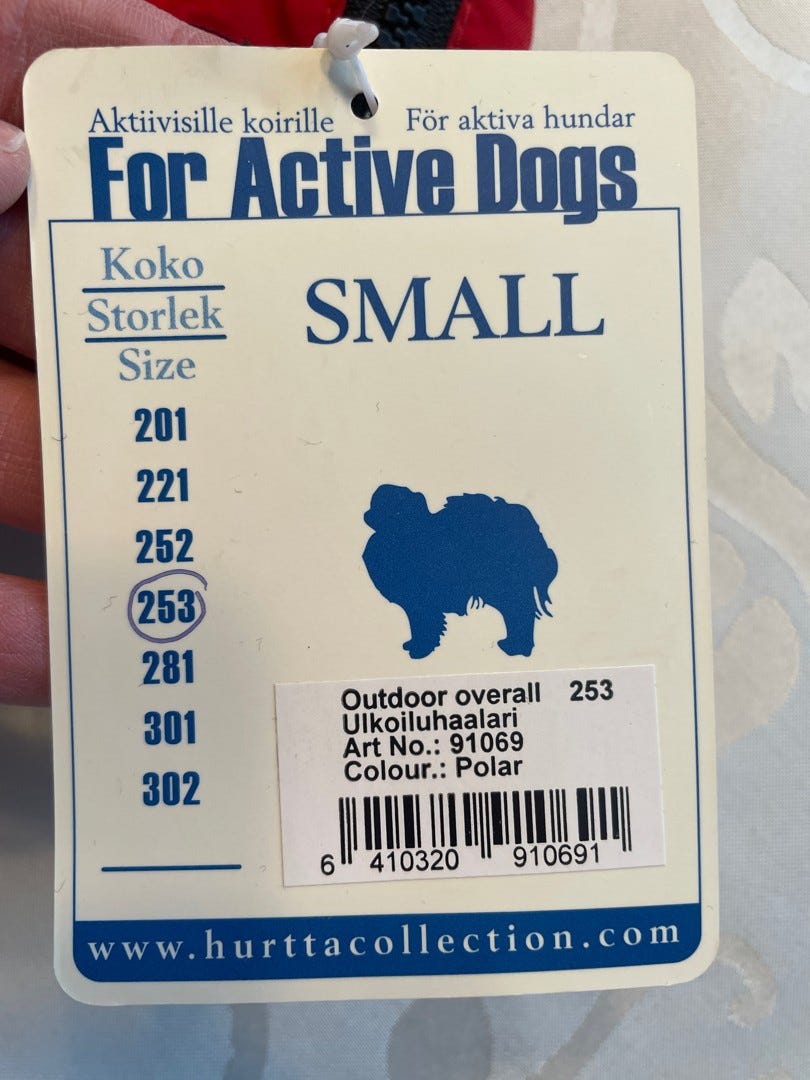 Aktiivisille koirille För aktiva hundar
For Active Dogs
Koko
Storlek
Size
SMALL
201
221
252
253
281
301
302
Outdoor overall 253
Ulkoiluhaalari
Art No.: 91069
Colour.: Polar
6 410320 910691
www.hurttacollection.com